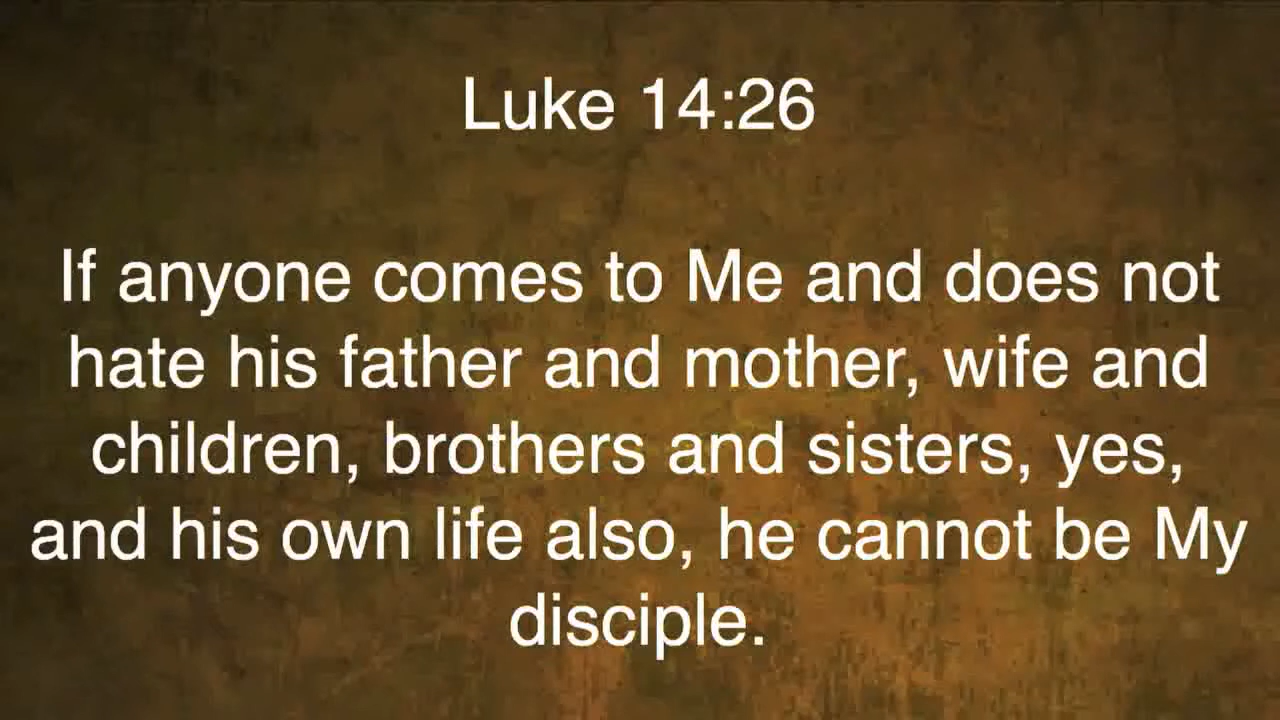 Luke 14:26
If anyone comes to Me and does not
hate his father and mother, wife and
children, brothers and sisters, yes,
and his own life also, he cannot be My
disciple.